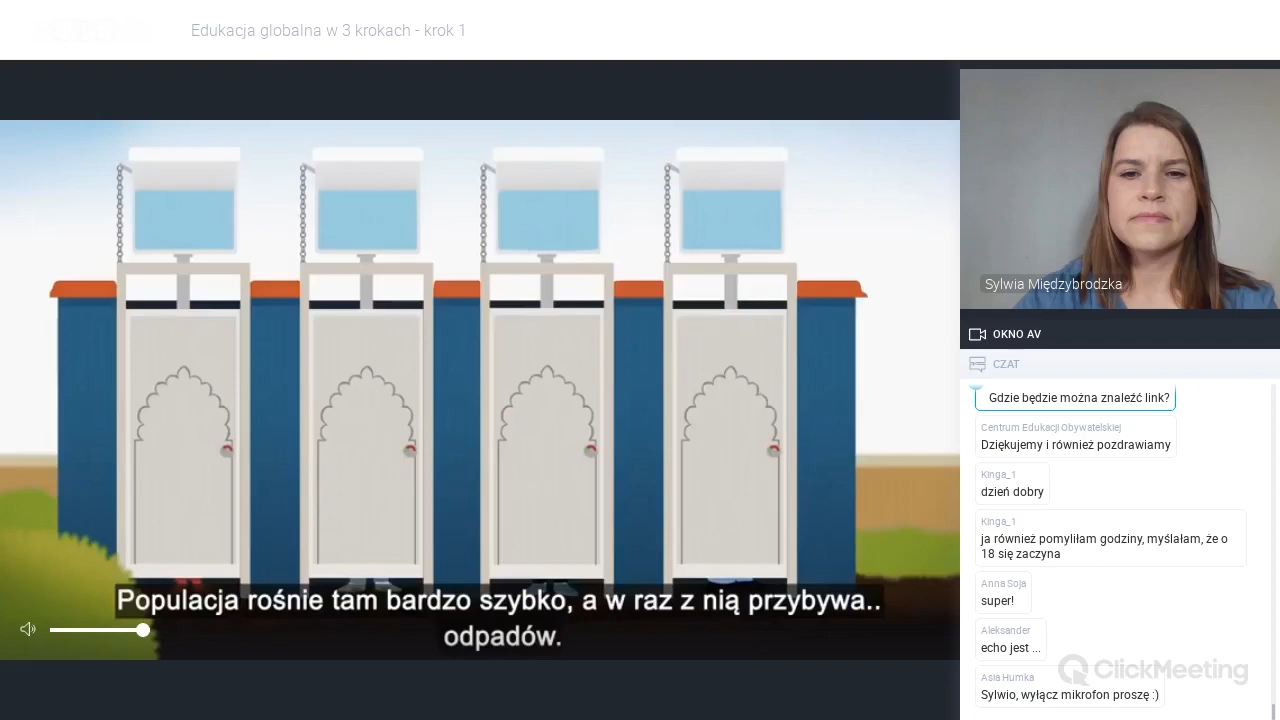 Edukacja globalna w 3 krokach - krok 1
Populacja rośnie tam bardzo szybko, a w raz z nią przybywa..
odpadów.
Sylwia Międzybrodzka
OKNO AV
CZAT
Gdzie będzie można znaleźć link?
Centrum Edukacji Obywatelskiej
Dziękujemy i również pozdrawiamy
Kinga_1
dzień dobry
Kinga_1
ja również pomyliłam godziny, myślałam, że o
18 się zaczyna
Anna Soja
super!
Aleksander
echo jest ...
ClickMeeting
Asia Humka
Sylwio, wyłącz mikrofon proszę :)